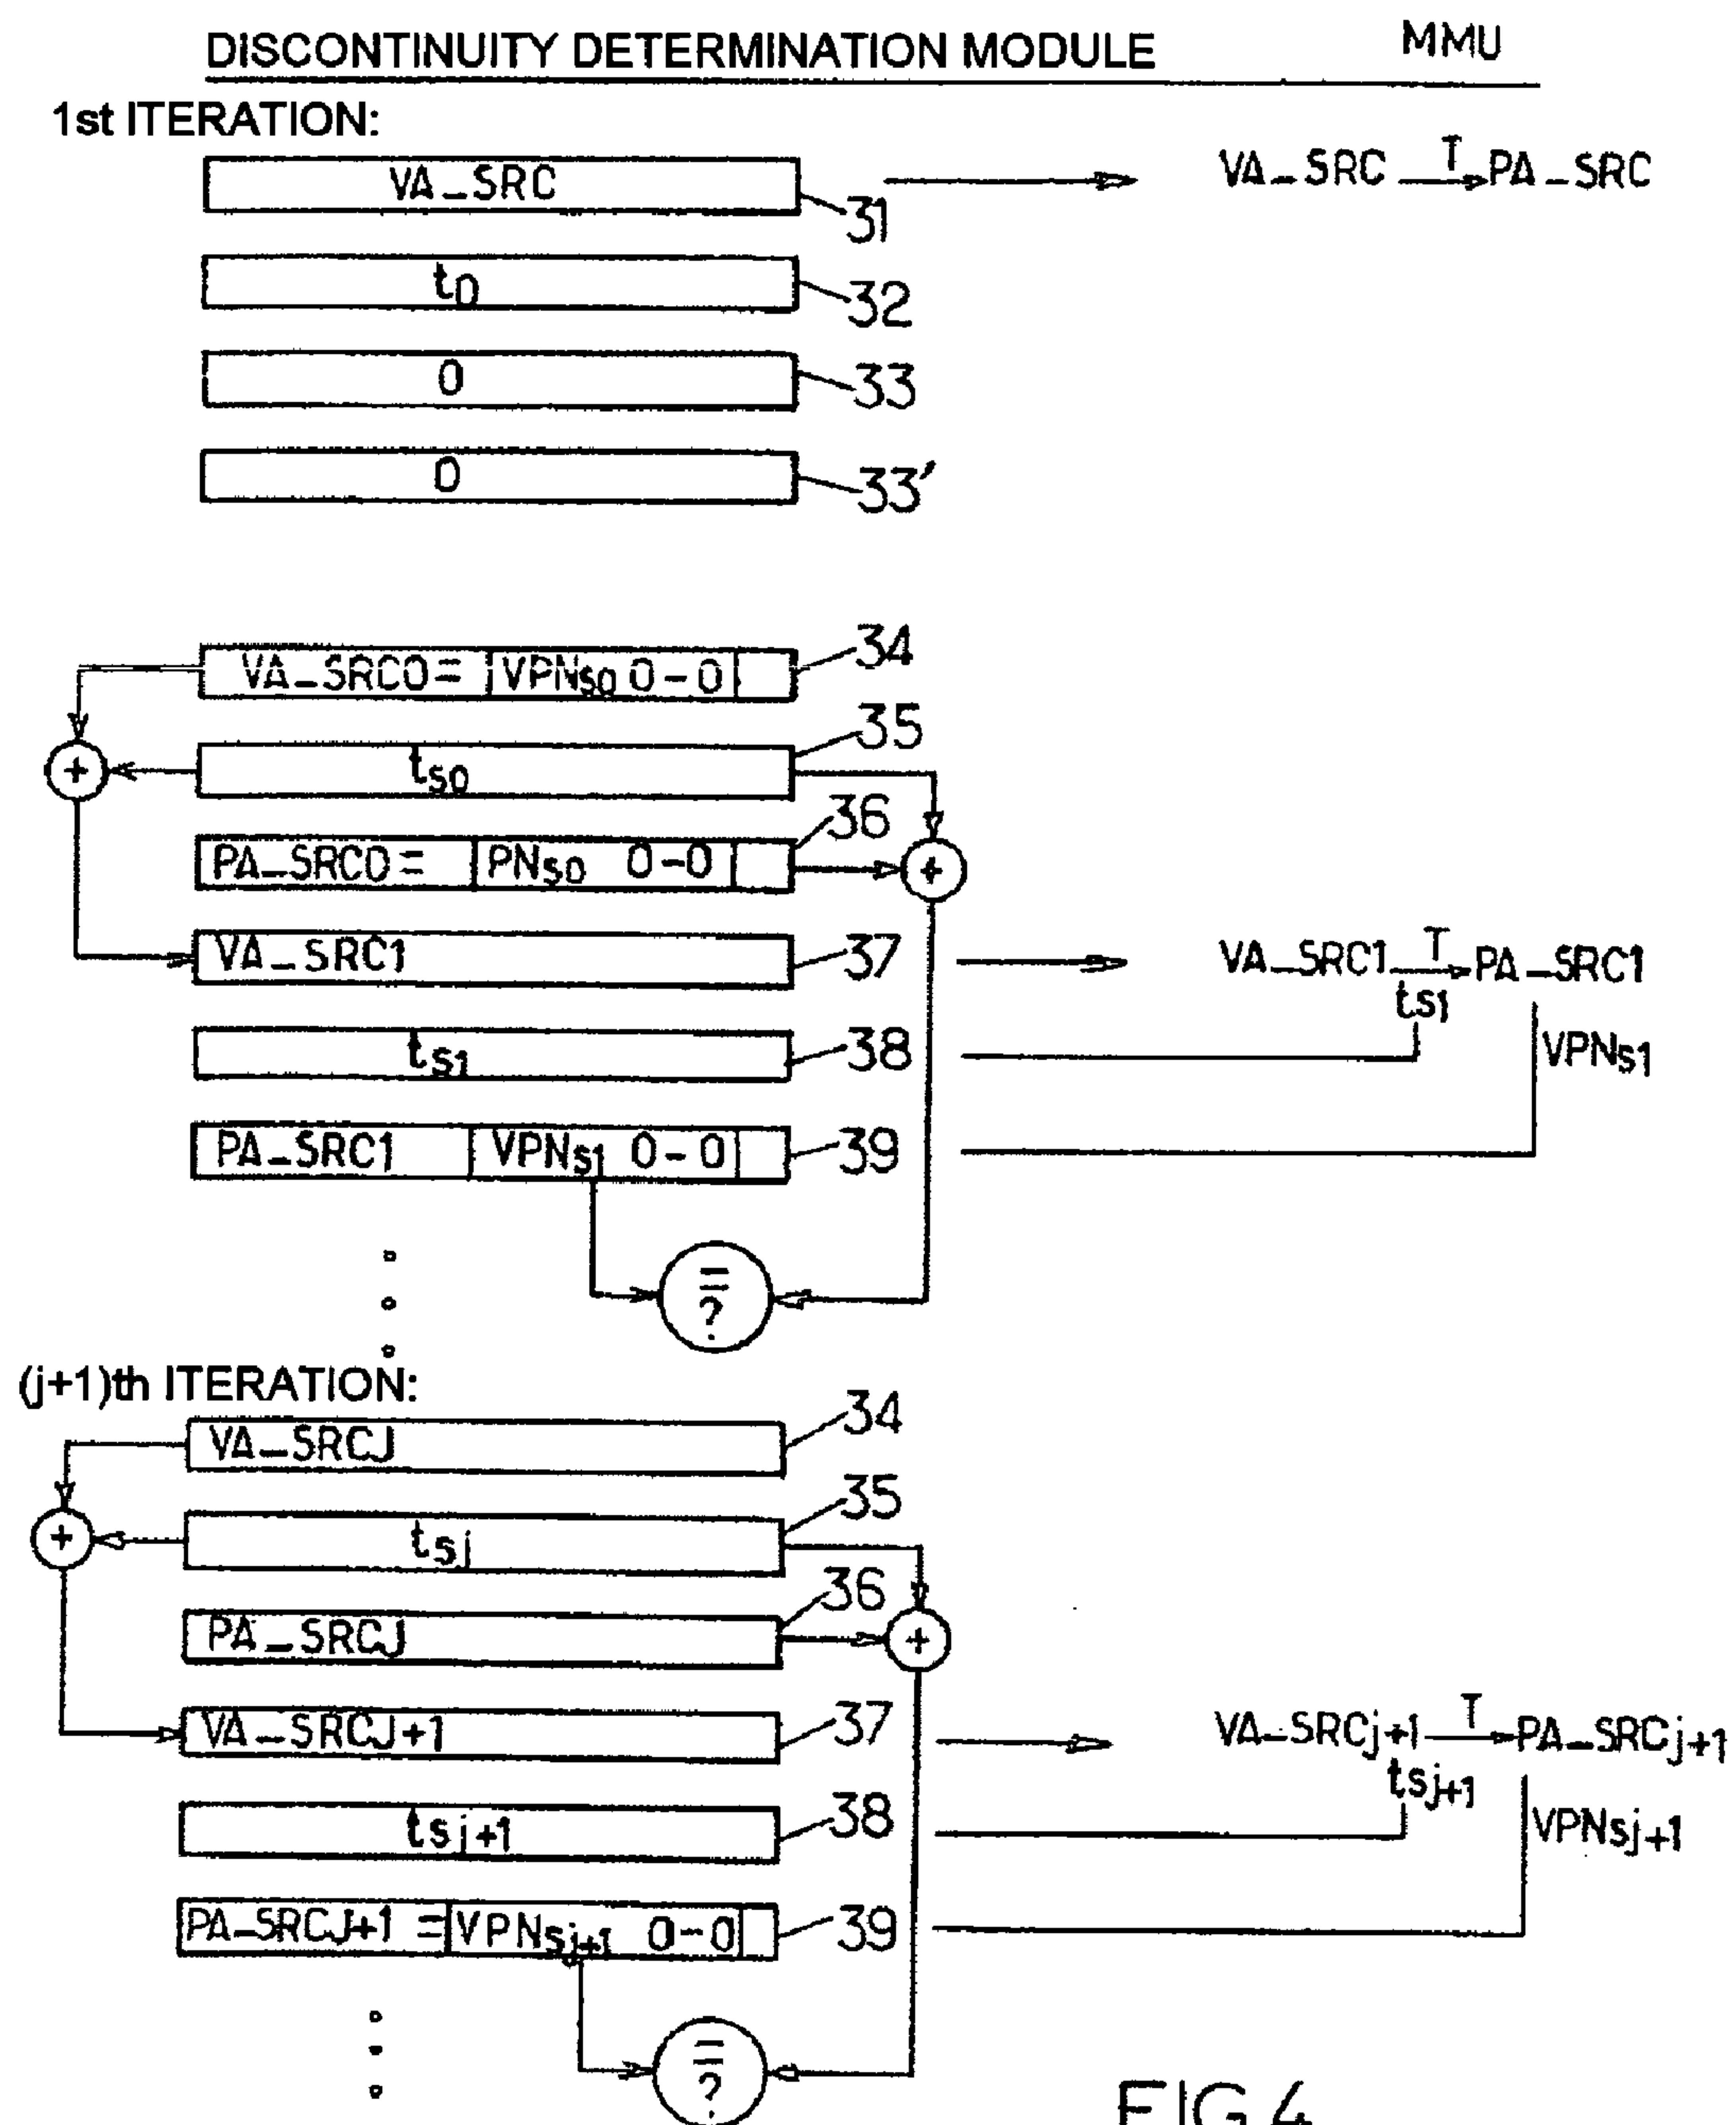 DISCONTINUITY DETERMINATION MODULE MMU
1st ITERATION:
VA_SRC 31 VA_SRC T PA_SRC
t0 32
0 33
0 33'
VA_SRC0= VPNS0 0-0 34
+ tS0 35
PA_SRC0= PNS0 0-0 36 +
VA_SRC1 37 VA_SRC1 T PA_SRC1
tS1 38 tS1 VPNS1
PA_SRC1 VPNS1 0-0 39
=
?
(j+1)th ITERATION:
VA_SRCJ 34
+ tSj 35
PA_SRCJ 36 +
VA_SRCJ+1 37 VA_SRCj+1 T PA_SRCj+1
tSj+1 38 tSj+1 VPNSj+1
PA_SRCJ+1 = VPNSj+1 0-0 39
=
?
FIG.4